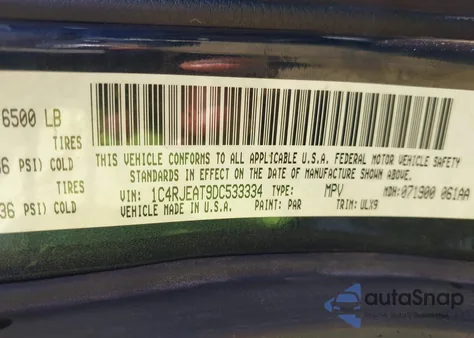 6500 LB
TIRES
36 PSI) COLD
TIRES
36 PSI) COLD
THIS VEHICLE CONFORMS TO ALL APPLICABLE U.S.A. FEDERAL MOTOR VEHICLE SAFETY
STANDARDS IN EFFECT ON THE DATE OF MANUFACTURE SHOWN ABOVE.
VIN: 1C4RJEAT9DC533334 TYPE: MPV MDH: 071900 061AA
VEHICLE MADE IN U.S.A. PAINT: PAR TRIM: ULX9
autoSnap